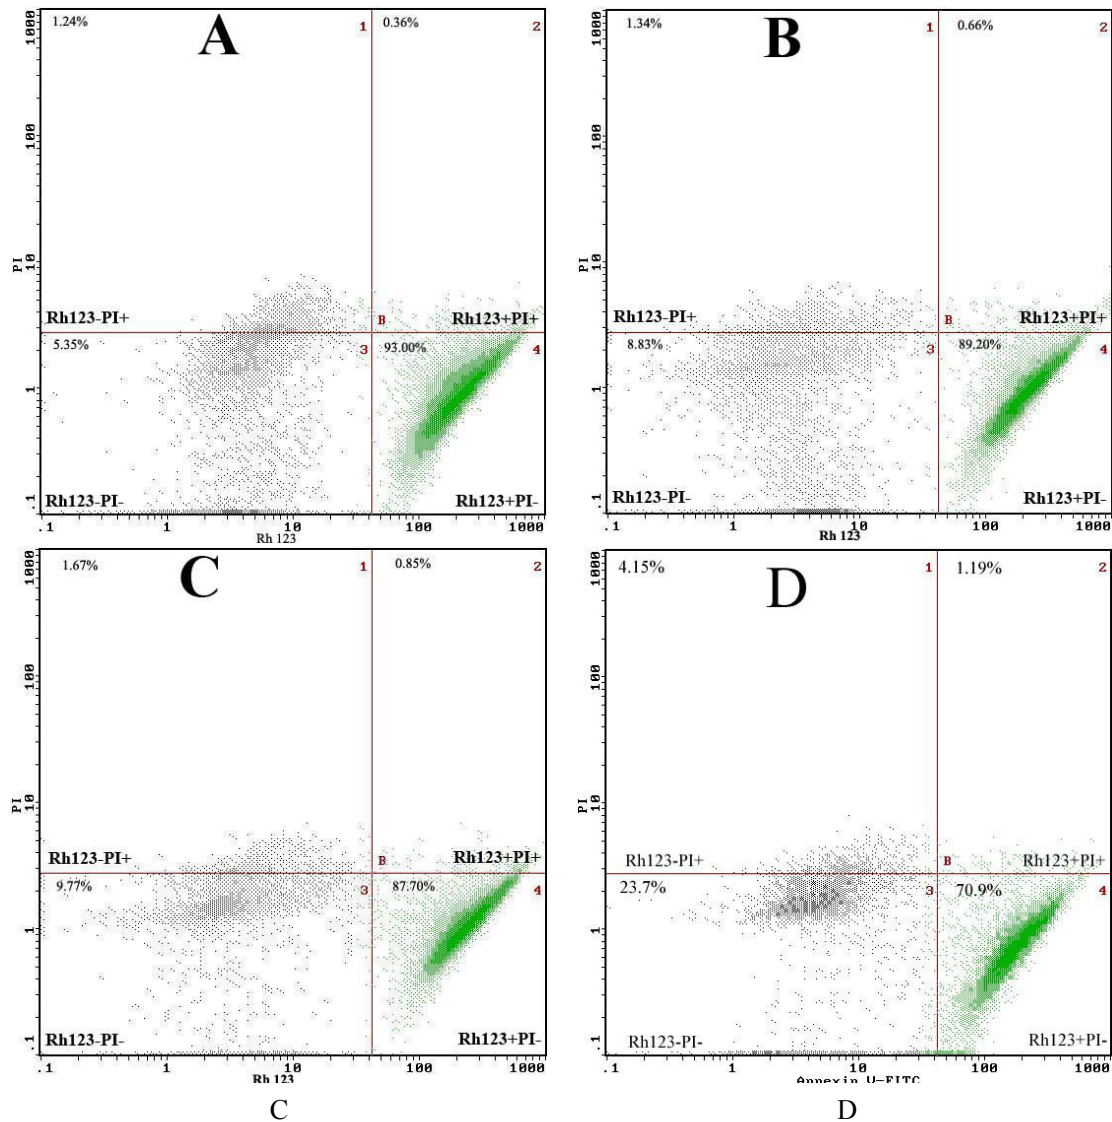 A
1.24%
1
0.36%
2
1000
100
10
1
.1
PI
Rh123-PI+
B
Rh123+PI+
5.35%
3
93.00%
4
Rh123-PI-
Rh123+PI-
.1
1
10
100
1000
Rh 123
B
1.34%
1
0.66%
2
1000
100
10
1
.1
PI
Rh123-PI+
B
Rh123+PI+
8.83%
3
89.20%
4
Rh123-PI-
Rh123+PI-
.1
1
10
100
1000
Rh 123
C
1.67%
1
0.85%
2
1000
100
10
1
.1
PI
Rh123-PI+
B
Rh123+PI+
9.77%
3
87.70%
4
Rh123-PI-
Rh123+PI-
.1
1
10
100
1000
Rh 123
C
D
4.15%
1
1.19%
2
1000
100
10
1
.1
PI
Rh123-PI+
B
Rh123+PI+
23.7%
3
70.9%
4
Rh123-PI-
Rh123+PI-
.1
1
10
100
1000
Annexin V-FITC
D